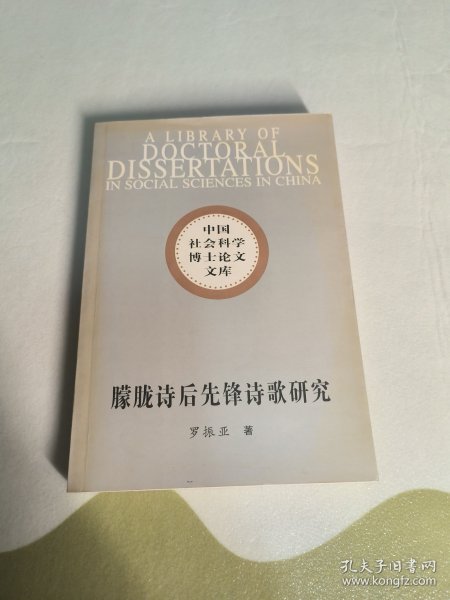 A LIBRARY OF
DOCTORAL
DISSERTATIONS
IN SOCIAL SCIENCES IN CHINA
中国
社会科学
博士论文
文库
朦胧诗后先锋诗歌研究
罗振亚 著
孔夫子旧书网
www.kongfz.com